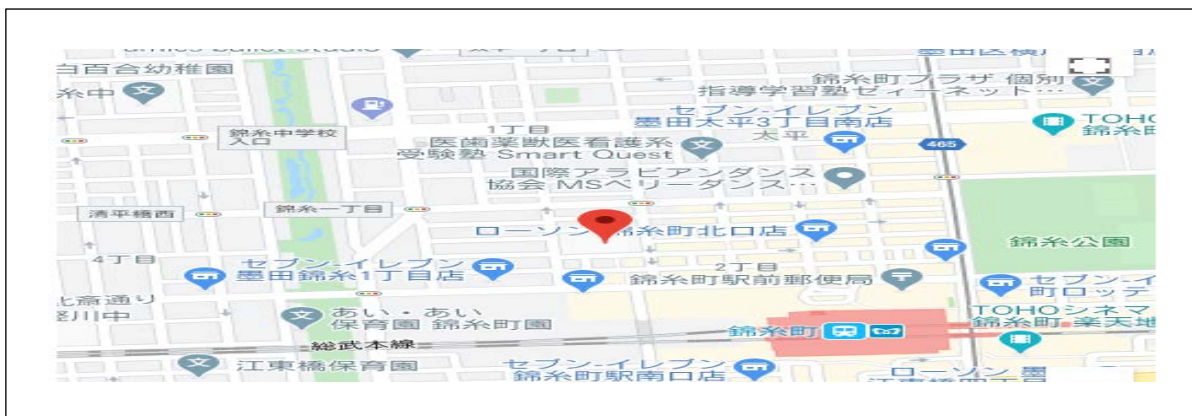 白百合幼稚園
糸中
錦糸町プラザ 個別
指導学習塾ゼィーネット…
セブン-イレブン
墨田太平3丁目南店
TOHO
錦糸町
1丁目
太平
錦糸中学校
入口
医歯薬獣医看護系
受験塾 Smart Quest
465
国際アラビアンダンス
協会 MSベリーダンス…
清平橋西
錦糸一丁目
ローソン 錦糸町北口店
錦糸公園
4丁目
セブン-イレブン
墨田錦糸1丁目店
2丁目
錦糸町駅前郵便局
セブン-イ
町ロッテ
北斎通り
竪川中
あい・あい
保育園 錦糸町園
TOHOシネマ
錦糸町 楽天地
錦糸町
総武本線
江東橋保育園
セブン-イレブン
錦糸町駅南口店
ローソン 墨